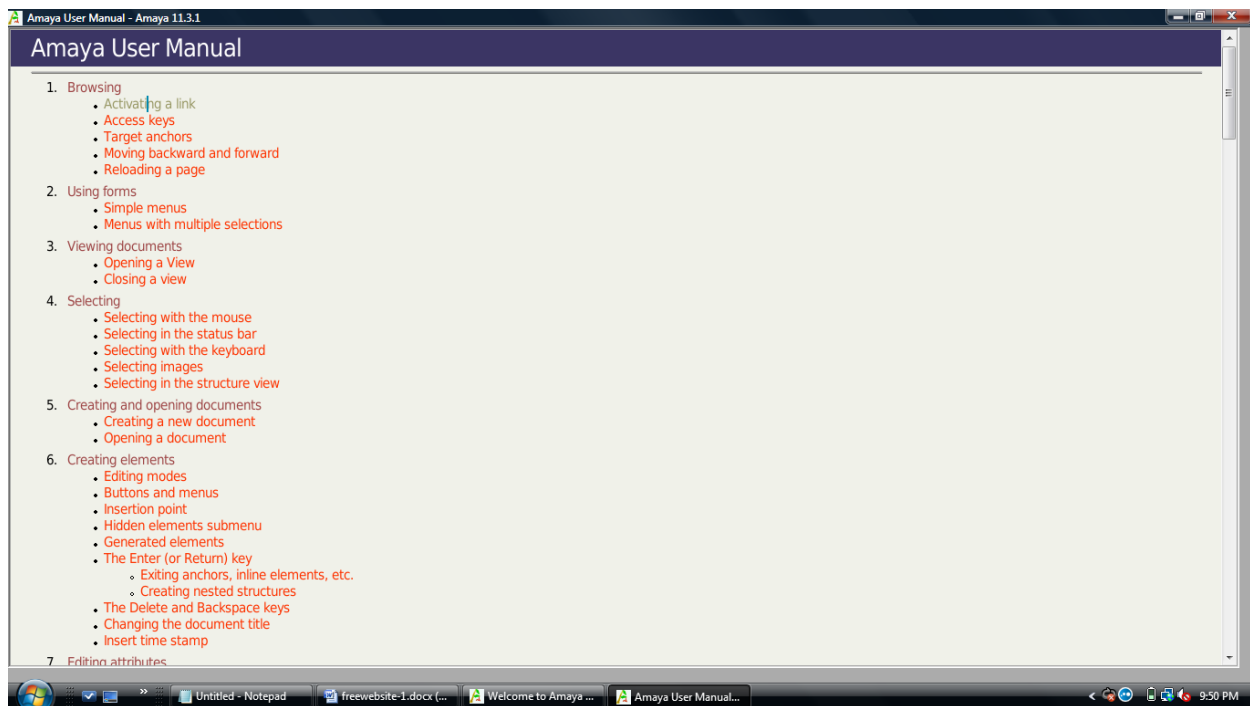 Amaya User Manual - Amaya 11.3.1
Amaya User Manual
1. Browsing
• Activating a link
• Access keys
• Target anchors
• Moving backward and forward
• Reloading a page
2. Using forms
• Simple menus
• Menus with multiple selections
3. Viewing documents
• Opening a View
• Closing a view
4. Selecting
• Selecting with the mouse
• Selecting in the status bar
• Selecting with the keyboard
• Selecting images
• Selecting in the structure view
5. Creating and opening documents
• Creating a new document
• Opening a document
6. Creating elements
• Editing modes
• Buttons and menus
• Insertion point
• Hidden elements submenu
• Generated elements
• The Enter (or Return) key
◦ Exiting anchors, inline elements, etc.
◦ Creating nested structures
• The Delete and Backspace keys
• Changing the document title
• Insert time stamp
7 Editing attributes
» Untitled - Notepad freewebsite-1.docx (... Welcome to Amaya ... Amaya User Manual... < 9:50 PM